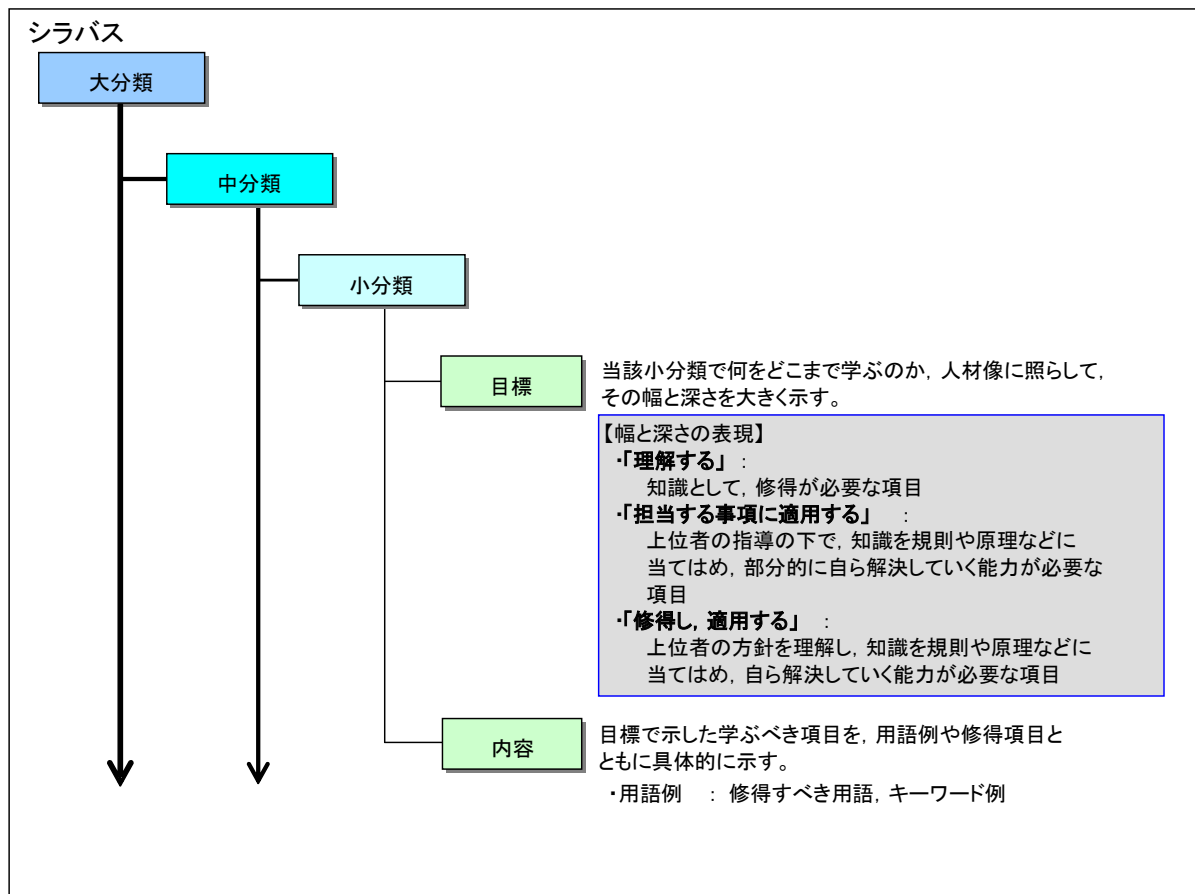 シラバス
大分類
中分類
小分類
目標
当該小分類で何をどこまで学ぶのか，人材像に照らして，
その幅と深さを大きく示す。
【幅と深さの表現】
・「理解する」 ：
知識として，修得が必要な項目
・「担当する事項に適用する」 ：
上位者の指導の下で，知識を規則や原理などに
当てはめ，部分的に自ら解決していく能力が必要な
項目
・「修得し，適用する」 ：
上位者の方針を理解し，知識を規則や原理などに
当てはめ，自ら解決していく能力が必要な項目
内容
目標で示した学ぶべき項目を，用語例や修得項目と
ともに具体的に示す。
・用語例 ： 修得すべき用語，キーワード例